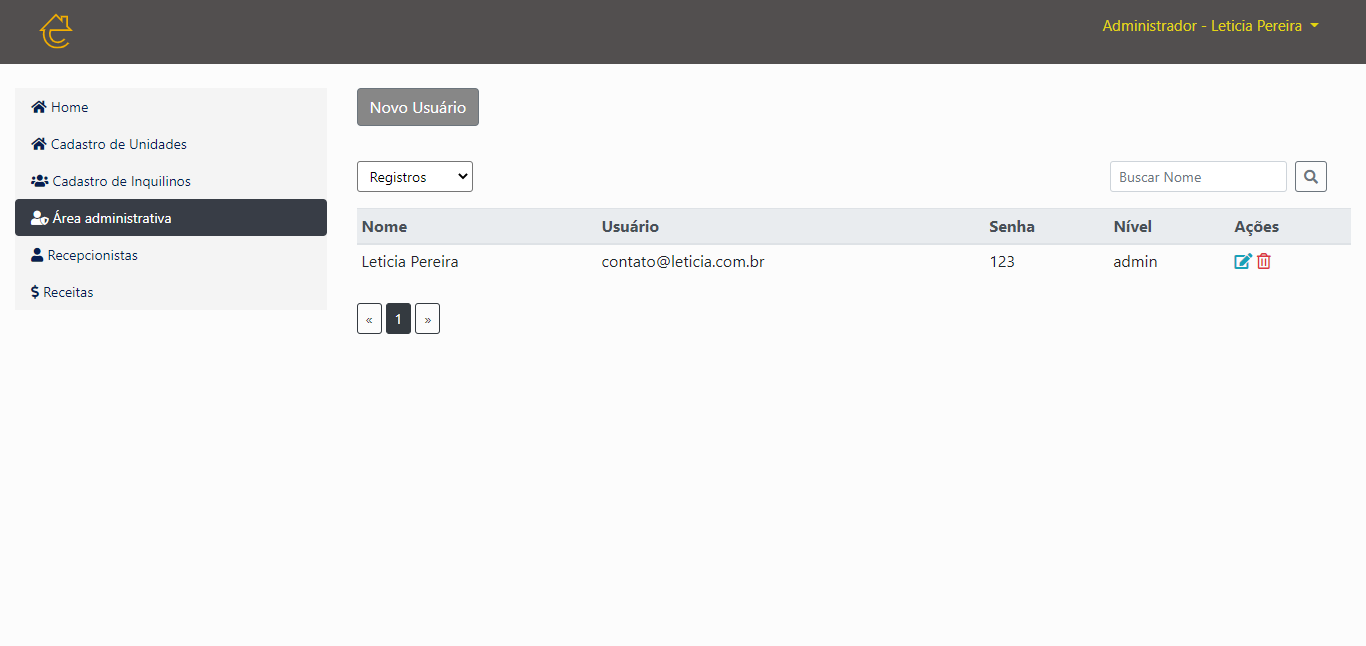 Administrador - Leticia Pereira
Home
Cadastro de Unidades
Cadastro de Inquilinos
Área administrativa
Recepcionistas
$ Receitas
Novo Usuário
Registros
Buscar Nome
Nome Usuário Senha Nível Ações
Leticia Pereira contato@leticia.com.br 123 admin
« 1 »